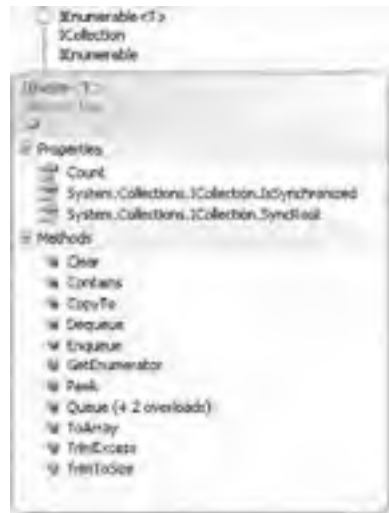 IEnumerable<T>
ICollection
IEnumerable
Queue<T>
Properties
Count
System.Collections.ICollection.IsSynchronized
System.Collections.ICollection.SyncRoot
Methods
Clear
Contains
CopyTo
Dequeue
Enqueue
GetEnumerator
Peek
Queue (+ 2 overloads)
ToArray
TrimExcess
TrimToSize